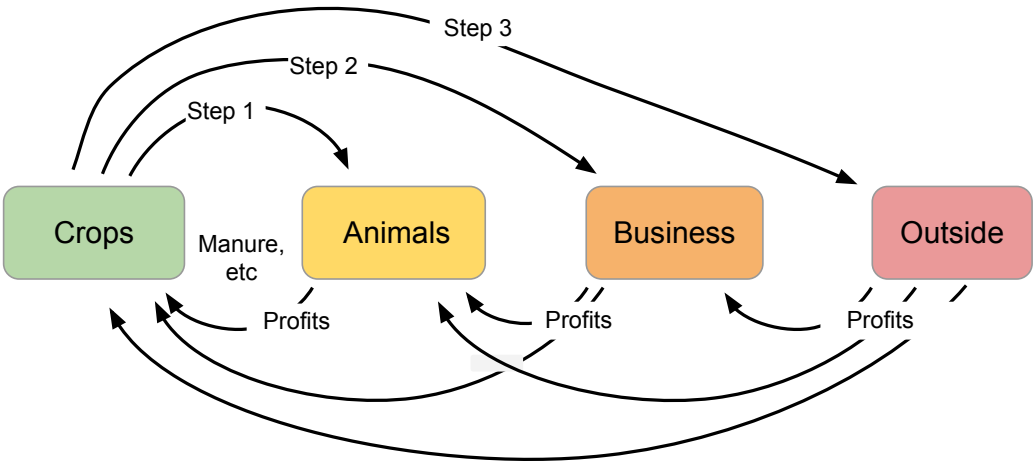 Step 3
Step 2
Step 1
Crops
Manure,
etc
Animals
Business
Outside
Profits
Profits
Profits